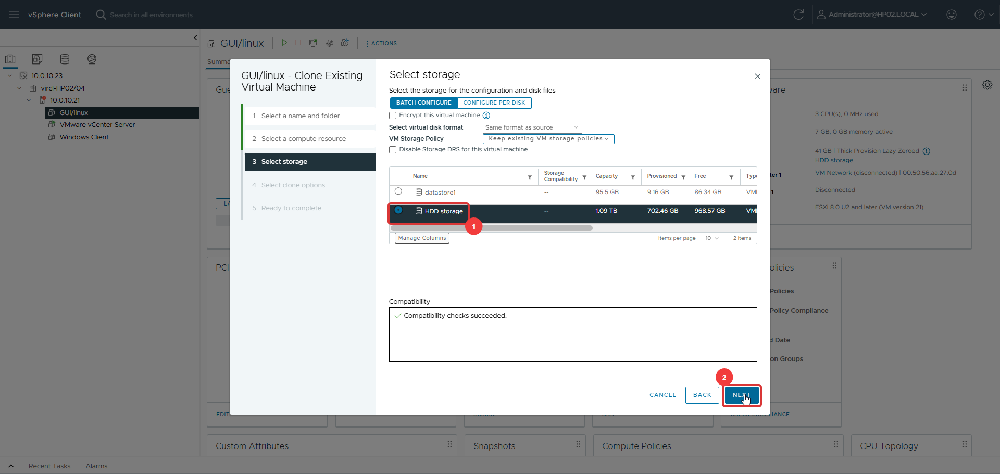 vSphere Client
Search in all environments
Administrator@HP02.LOCAL
GUI/linux
ACTIONS
Summa
10.0.10.23
vircl-HP02/04
10.0.10.21
GUI/linux
VMware vCenter Server
Windows Client
Gue
LA
PCI
EDIT
GUI/linux - Clone Existing
Virtual Machine
1 Select a name and folder
2 Select a compute resource
3 Select storage
4 Select clone options
5 Ready to complete
Select storage
Select the storage for the configuration and disk files
BATCH CONFIGURE CONFIGURE PER DISK
Encrypt this virtual machine
Select virtual disk format Same format as source
VM Storage Policy Keep existing VM storage policies
Disable Storage DRS for this virtual machine
Name Storage Compatibility Capacity Provisioned Free Type
datastore1 -- 95.5 GB 9.16 GB 86.34 GB VM
HDD storage -- 1.09 TB 702.46 GB 968.57 GB VM
1
Manage Columns Items per page 10 2 items
Compatibility
Compatibility checks succeeded.
2
CANCEL BACK NEXT
ware
3 CPU(s), 0 MHz used
7 GB, 0 GB memory active
41 GB | Thick Provision Lazy Zeroed
HDD storage
ter 1 VM Network (disconnected) | 00:50:56:aa:27:0d
1 Disconnected
ESXi 8.0 U2 and later (VM version 21)
olicies
Policies
Policy Compliance
d Date
on Groups
ASSIGN
ADD
CHECK COMPLIANCE
Custom Attributes
Snapshots
Compute Policies
CPU Topology
Recent Tasks Alarms